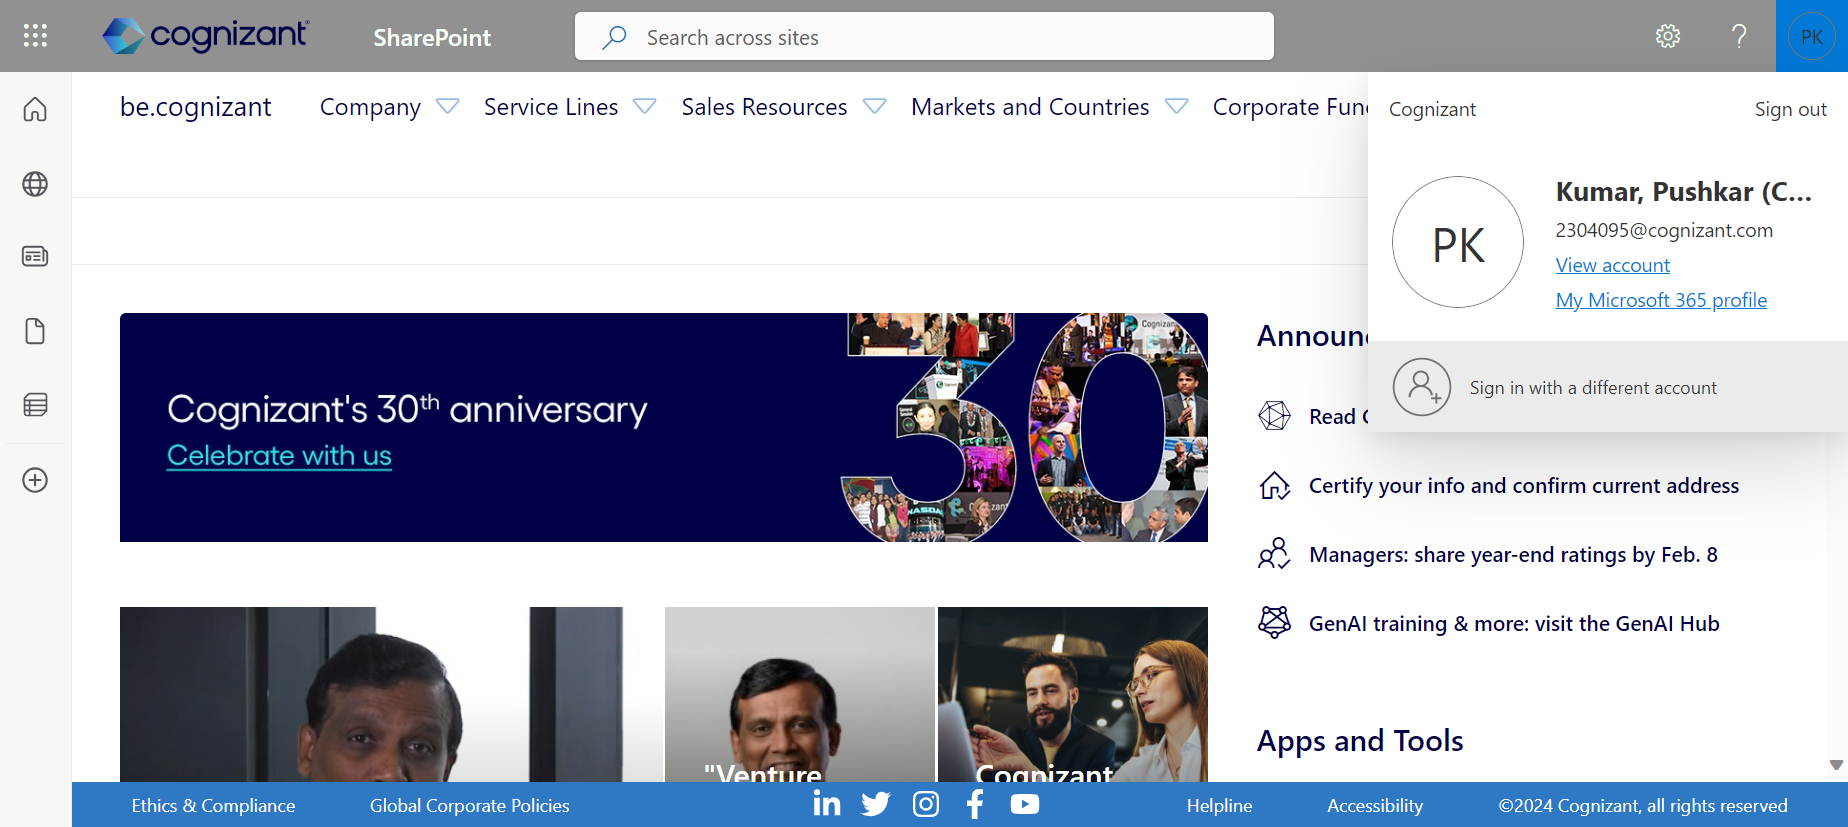 cognizant
SharePoint
Search across sites
?
PK
be.cognizant
Company
Service Lines
Sales Resources
Markets and Countries
Corporate Fun
Cognizant
Sign out
PK
Kumar, Pushkar (C...
2304095@cognizant.com
View account
My Microsoft 365 profile
Sign in with a different account
Cognizant's 30th anniversary
Celebrate with us
30
Cognizan
NASDA
Announ
Read
Certify your info and confirm current address
Managers: share year-end ratings by Feb. 8
GenAI training & more: visit the GenAI Hub
Apps and Tools
"Venture
Cognizant
Ethics & Compliance
Global Corporate Policies
Helpline
Accessibility
©2024 Cognizant, all rights reserved